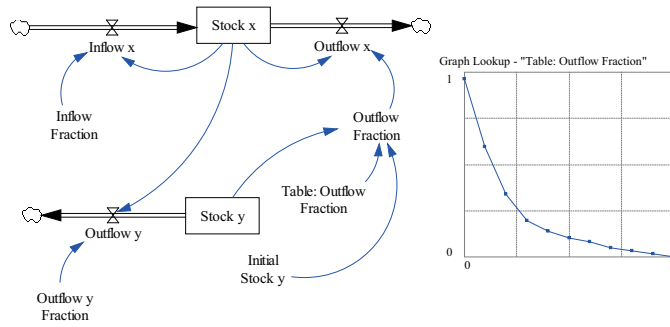 Stock x
Inflow x
Outflow x
Graph Lookup - "Table: Outflow Fraction"
1
Inflow
Fraction
Outflow
Fraction
Table: Outflow
Fraction
Stock y
Outflow y
Initial
Stock y
0
0
Outflow y
Fraction